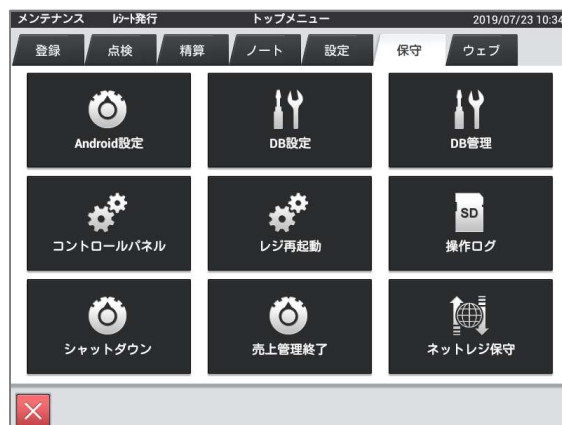 メンテナンス ﾚｼｰﾄ発行 トップメニュー 2019/07/23 10:34
登録 点検 精算 ノート 設定 保守 ウェブ
Android設定 DB設定 DB管理
SD
コントロールパネル レジ再起動 操作ログ
シャットダウン 売上管理終了 ネットレジ保守